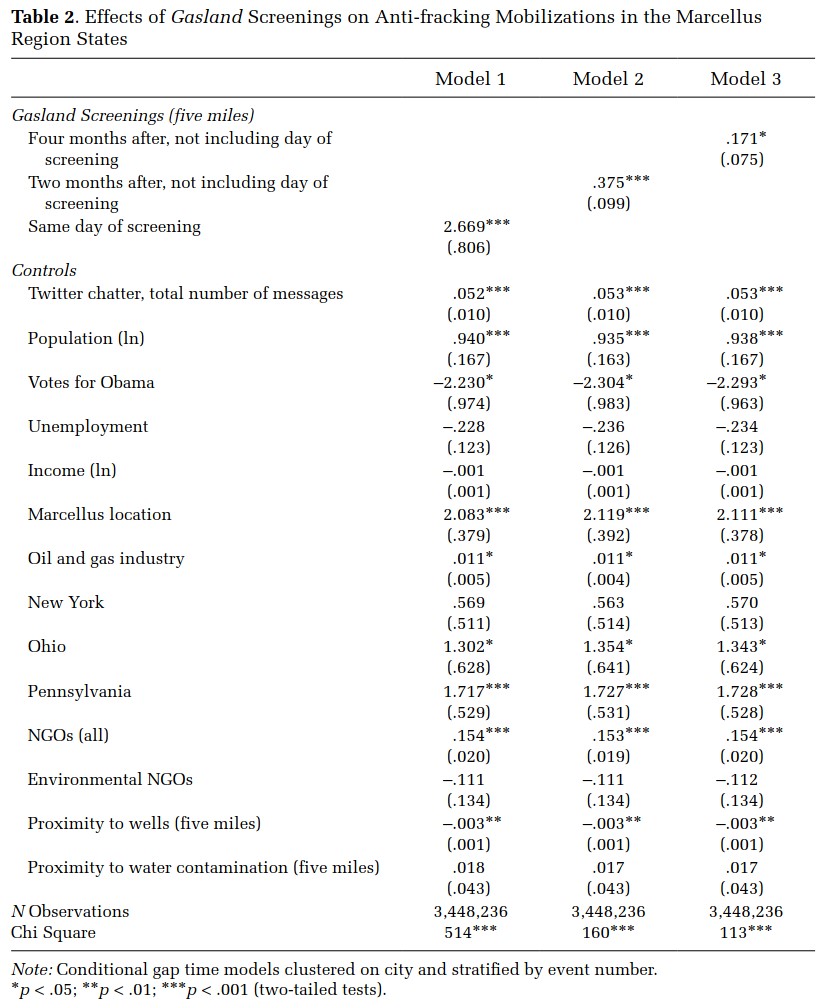 Table 2. Effects of Gasland Screenings on Anti-fracking Mobilizations in the Marcellus
Region States
Model 1 Model 2 Model 3
Gasland Screenings (five miles)
Four months after, not including day of .171*
screening (.075)
Two months after, not including day of .375***
screening (.099)
Same day of screening 2.669***
(.806)
Controls
Twitter chatter, total number of messages .052*** .053*** .053***
(.010) (.010) (.010)
Population (ln) .940*** .935*** .938***
(.167) (.163) (.167)
Votes for Obama –2.230* –2.304* –2.293*
(.974) (.983) (.963)
Unemployment –.228 –.236 –.234
(.123) (.126) (.123)
Income (ln) –.001 –.001 –.001
(.001) (.001) (.001)
Marcellus location 2.083*** 2.119*** 2.111***
(.379) (.392) (.378)
Oil and gas industry .011* .011* .011*
(.005) (.004) (.005)
New York .569 .563 .570
(.511) (.514) (.513)
Ohio 1.302* 1.354* 1.343*
(.628) (.641) (.624)
Pennsylvania 1.717*** 1.727*** 1.728***
(.529) (.531) (.528)
NGOs (all) .154*** .153*** .154***
(.020) (.019) (.020)
Environmental NGOs –.111 –.111 –.112
(.134) (.134) (.134)
Proximity to wells (five miles) –.003** –.003** –.003**
(.001) (.001) (.001)
Proximity to water contamination (five miles) .018 .017 .017
(.043) (.043) (.043)
N Observations 3,448,236 3,448,236 3,448,236
Chi Square 514*** 160*** 113***
Note: Conditional gap time models clustered on city and stratified by event number.
*p < .05; **p < .01; ***p < .001 (two-tailed tests).